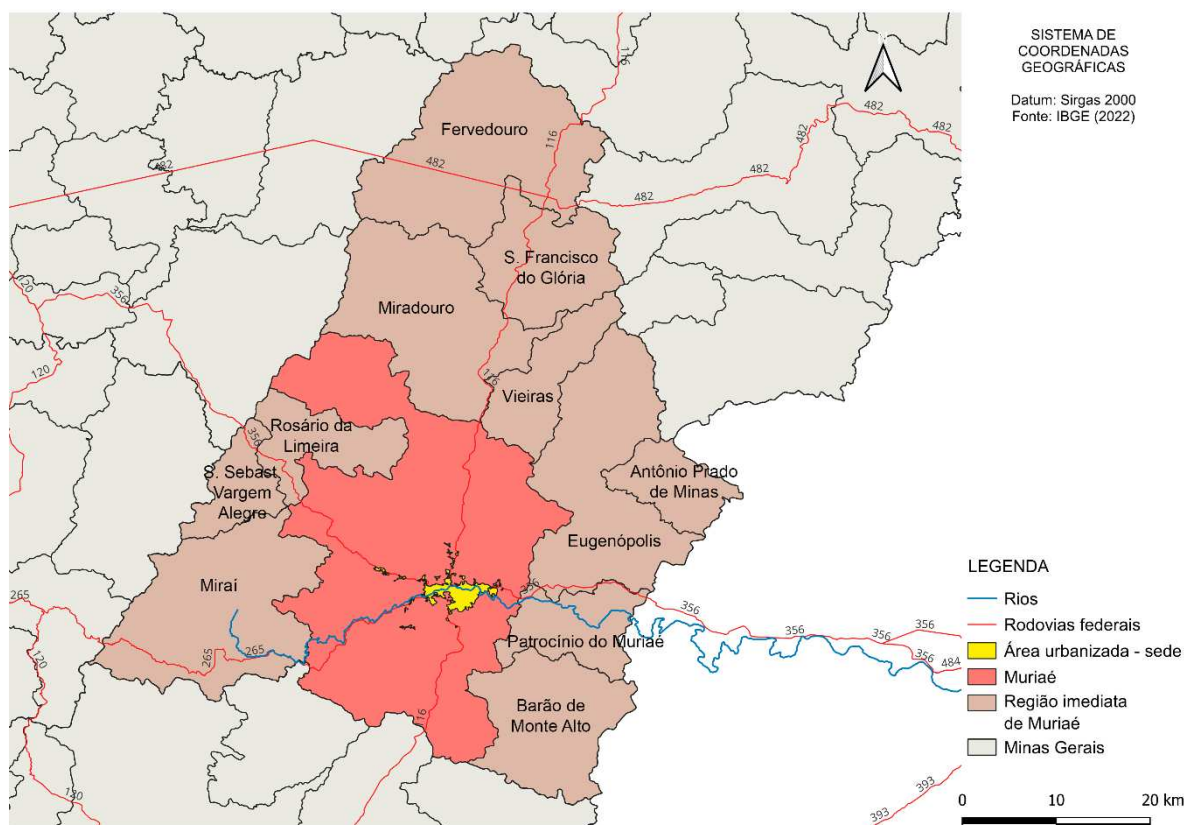 SISTEMA DE
COORDENADAS
GEOGRÁFICAS
Datum: Sirgas 2000
Fonte: IBGE (2022)
116
482
482
482
Fervedouro
116
482
482
482
482
S. Francisco
do Glória
120
356
Miradouro
116
120
Vieiras
Rosário da
Limeira
356
S. Sebast
Vargem
Alegre
Antônio Prado
de Minas
Eugenópolis
Miraí
356
265
356
356
356
356
356
484
Patrocínio do Muriaé
265
265
120
Barão de
Monte Alto
116
120
393
393
LEGENDA
Rios
Rodovias federais
Área urbanizada - sede
Muriaé
Região imediata
de Muriaé
Minas Gerais
0 10 20 km